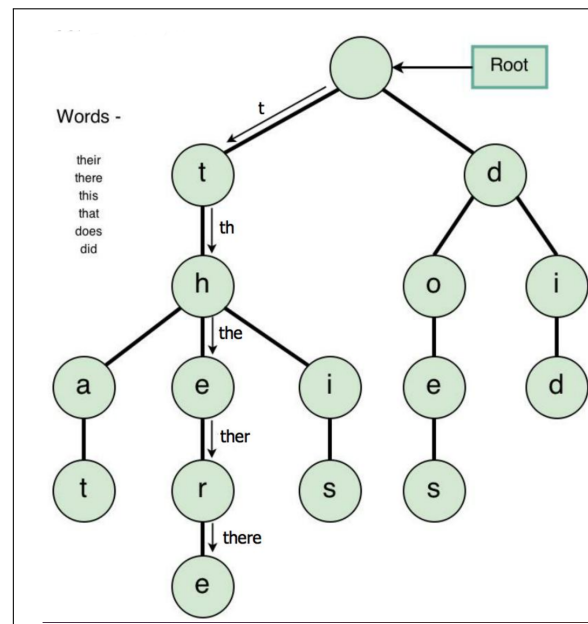 Root
Words -
their
there
this
that
does
did
t
t
d
th
h
o
i
the
a
e
i
e
d
ther
t
r
s
s
there
e